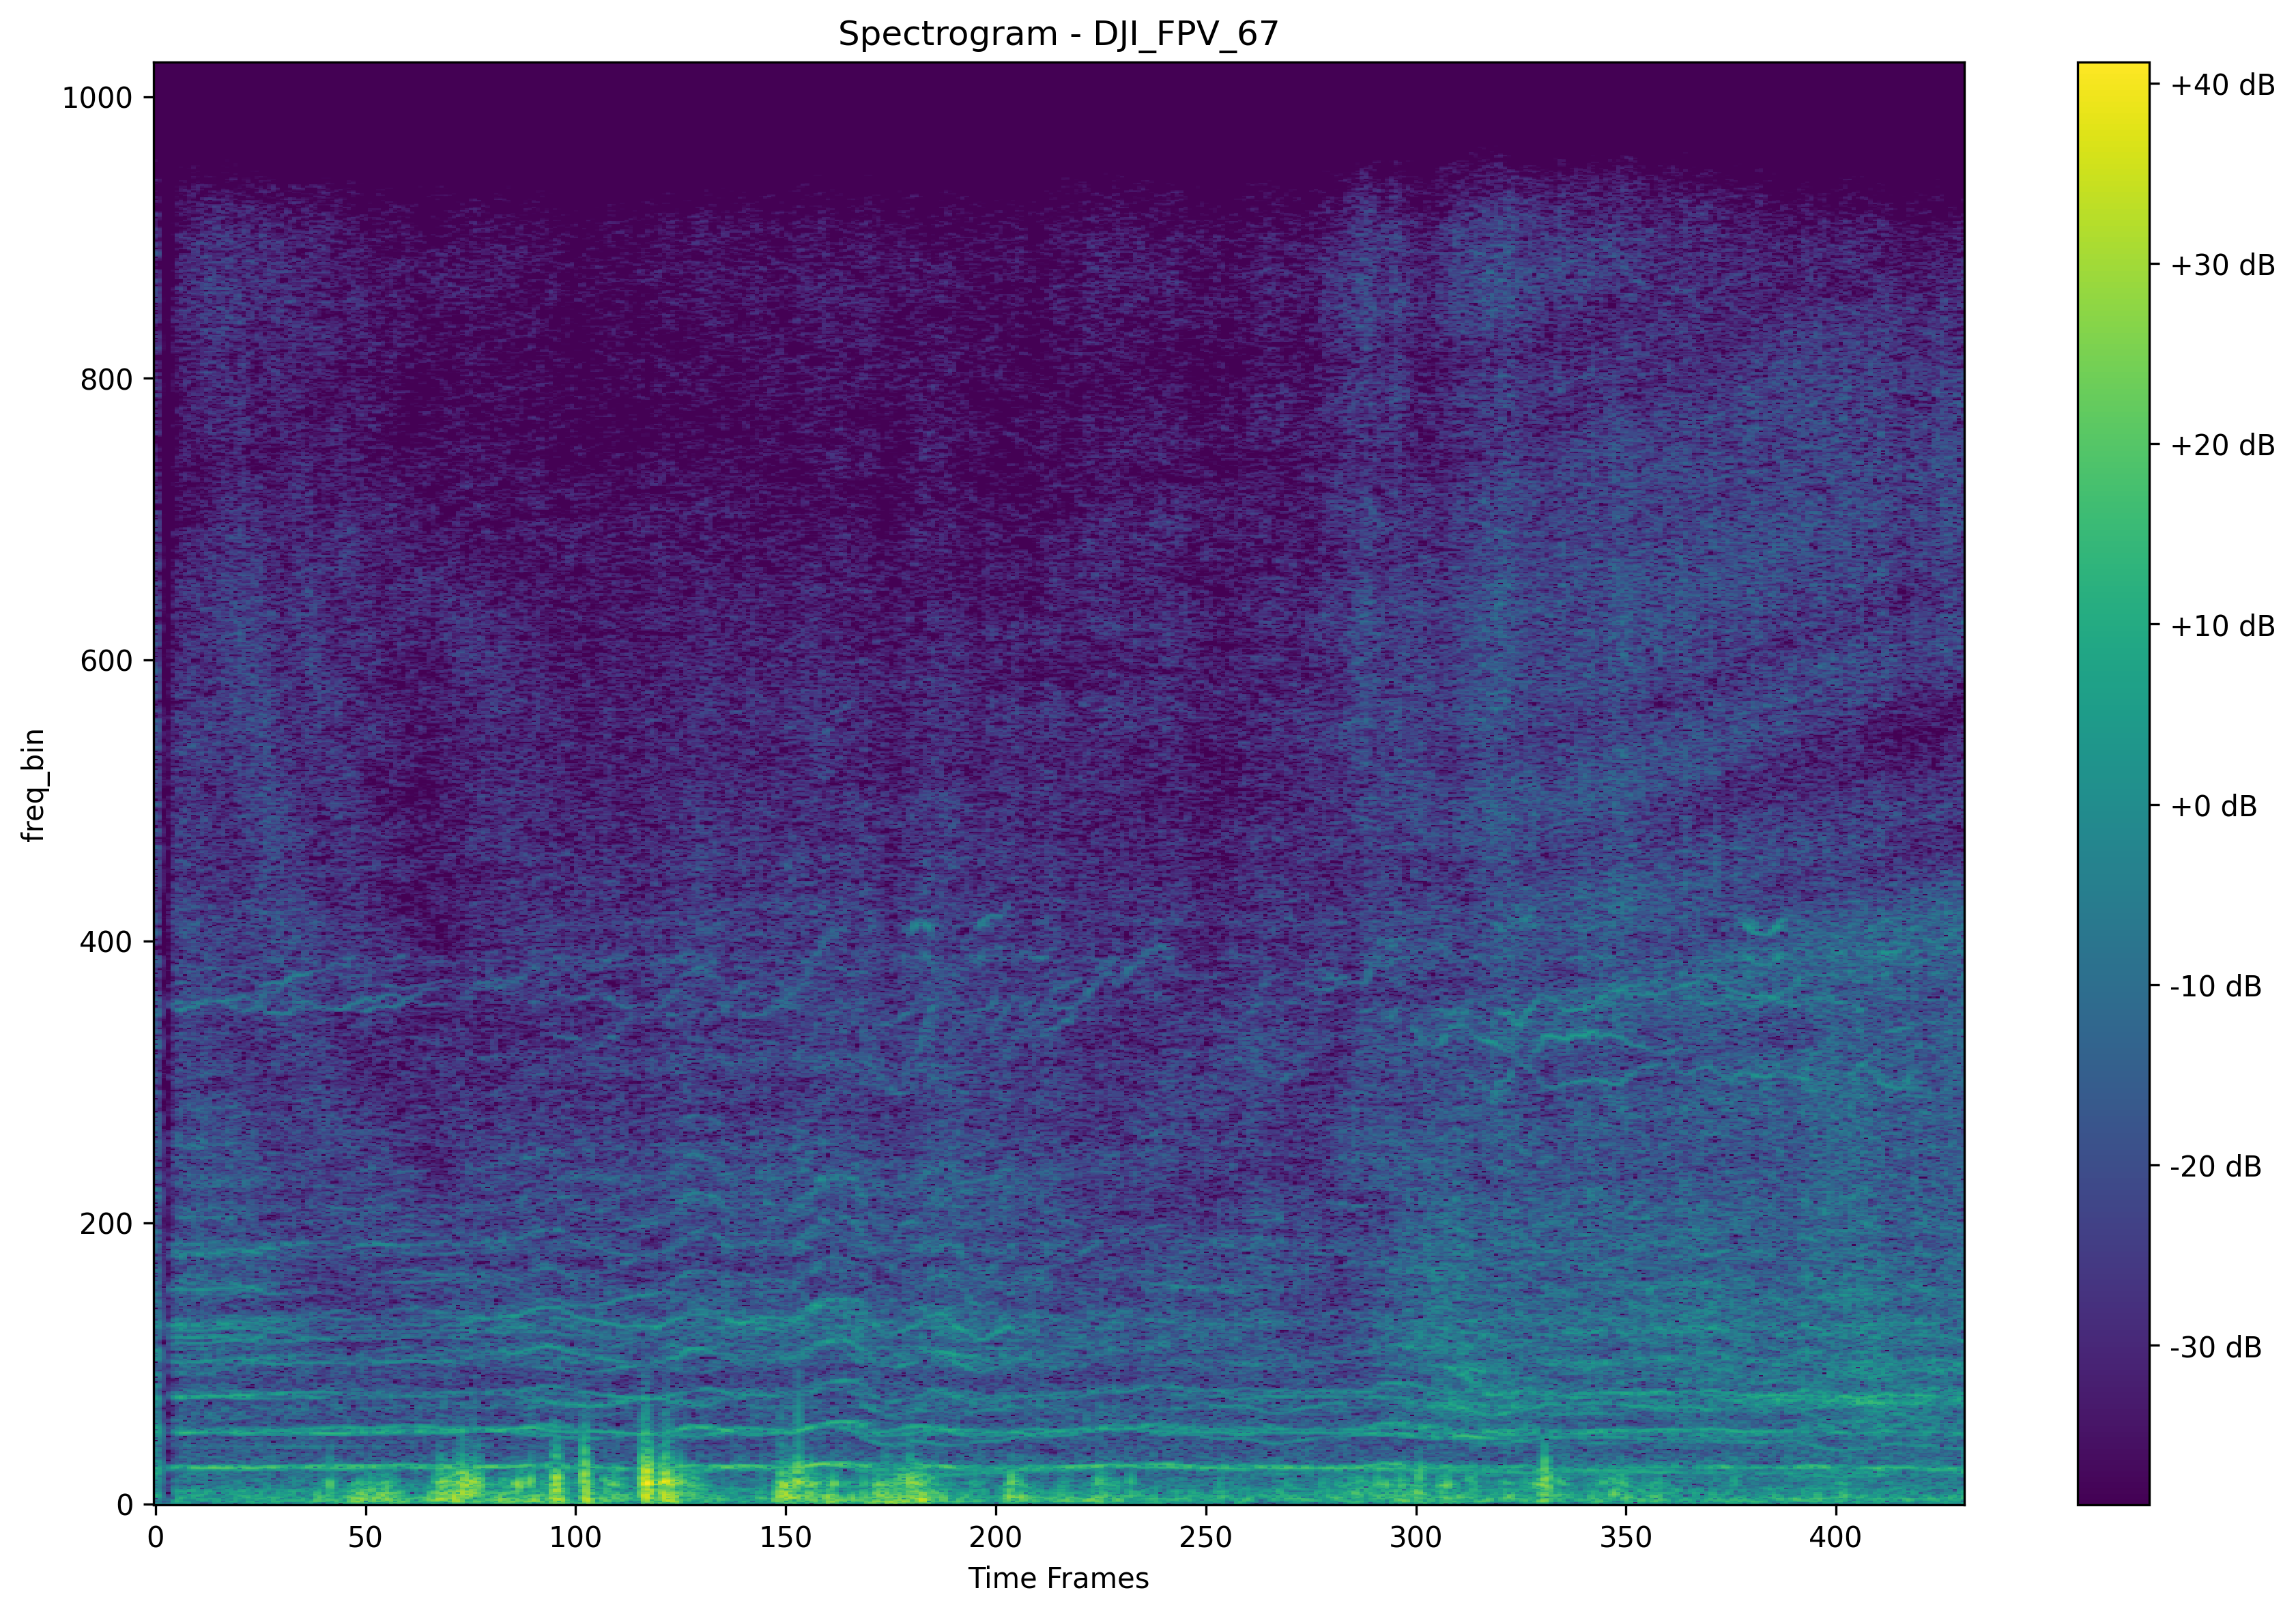 Spectrogram - DJI_FPV_67
freq_bin
1000
800
600
400
200
0
0 50 100 150 200 250 300 350 400
Time Frames
+40 dB
+30 dB
+20 dB
+10 dB
+0 dB
-10 dB
-20 dB
-30 dB